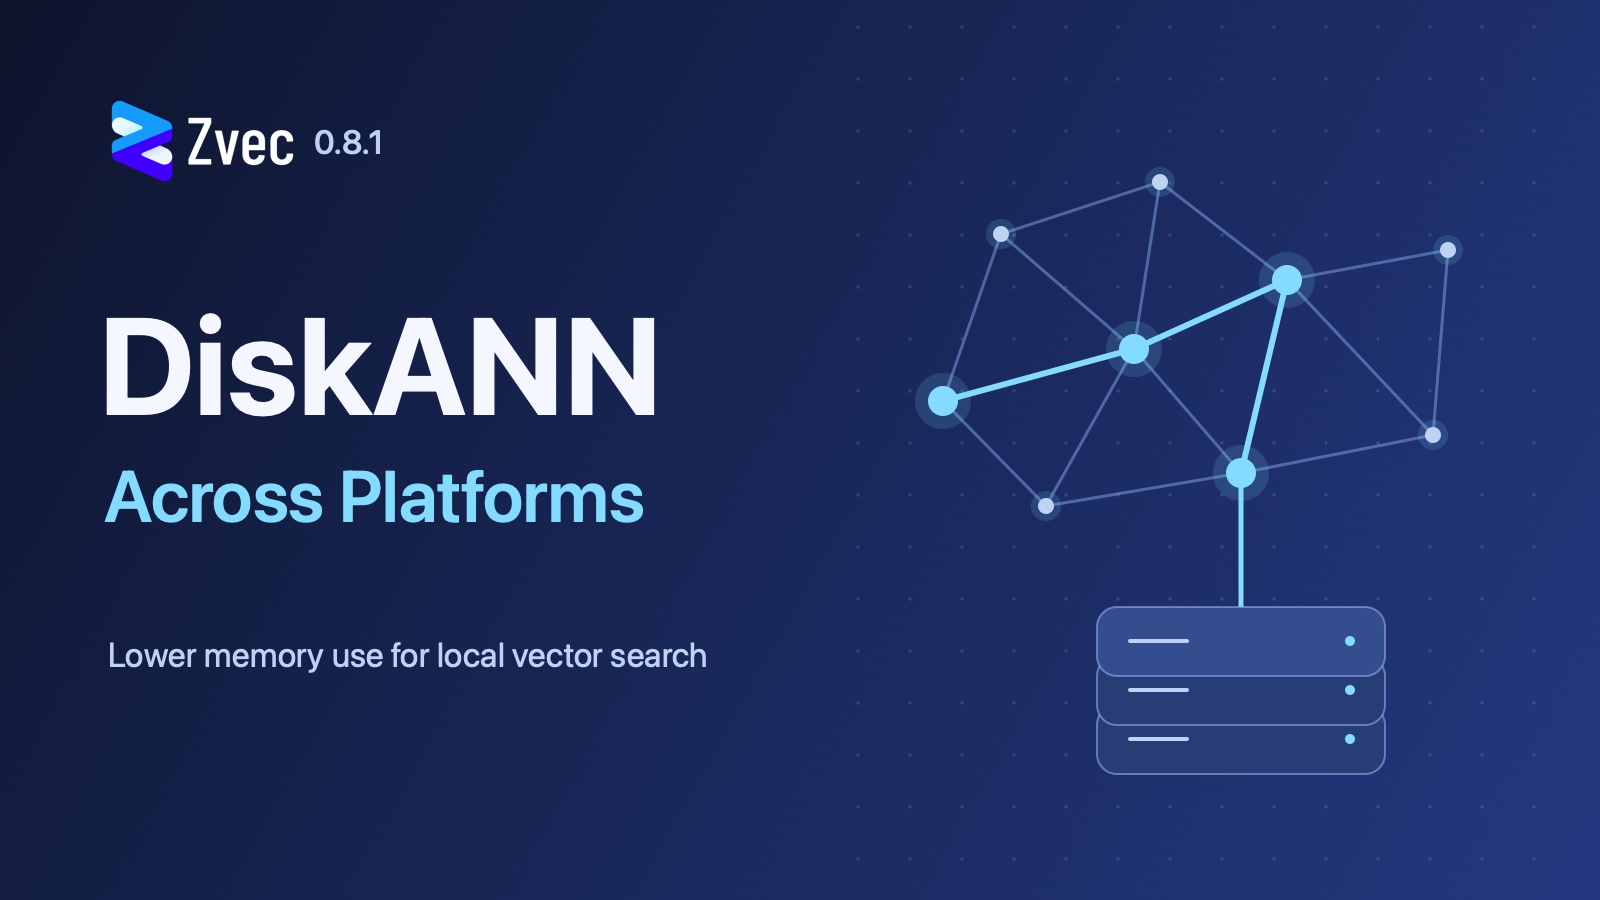 Zvec 0.8.1
DiskANN
Across Platforms
Lower memory use for local vector search